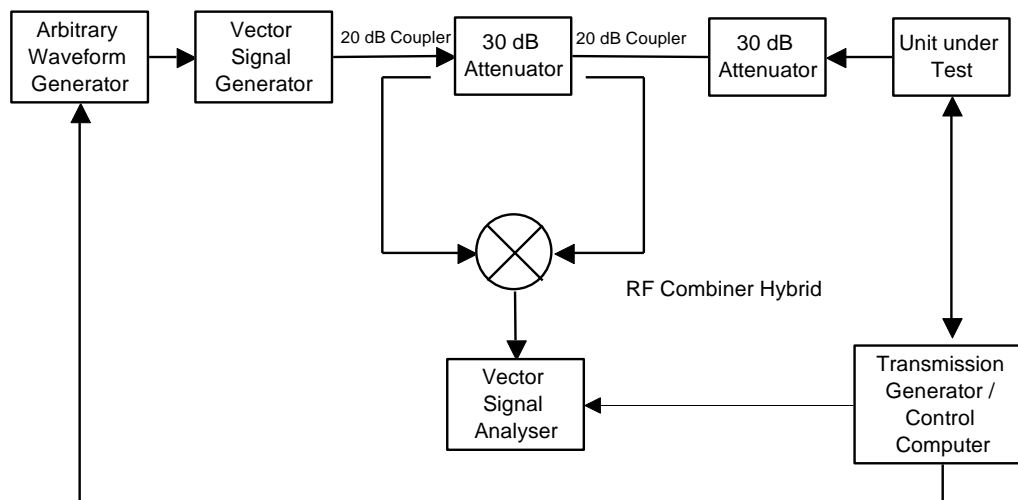 Arbitrary
Waveform
Generator
Vector
Signal
Generator
20 dB Coupler
30 dB
Attenuator
20 dB Coupler
30 dB
Attenuator
Unit under
Test
RF Combiner Hybrid
Vector
Signal
Analyser
Transmission
Generator /
Control
Computer